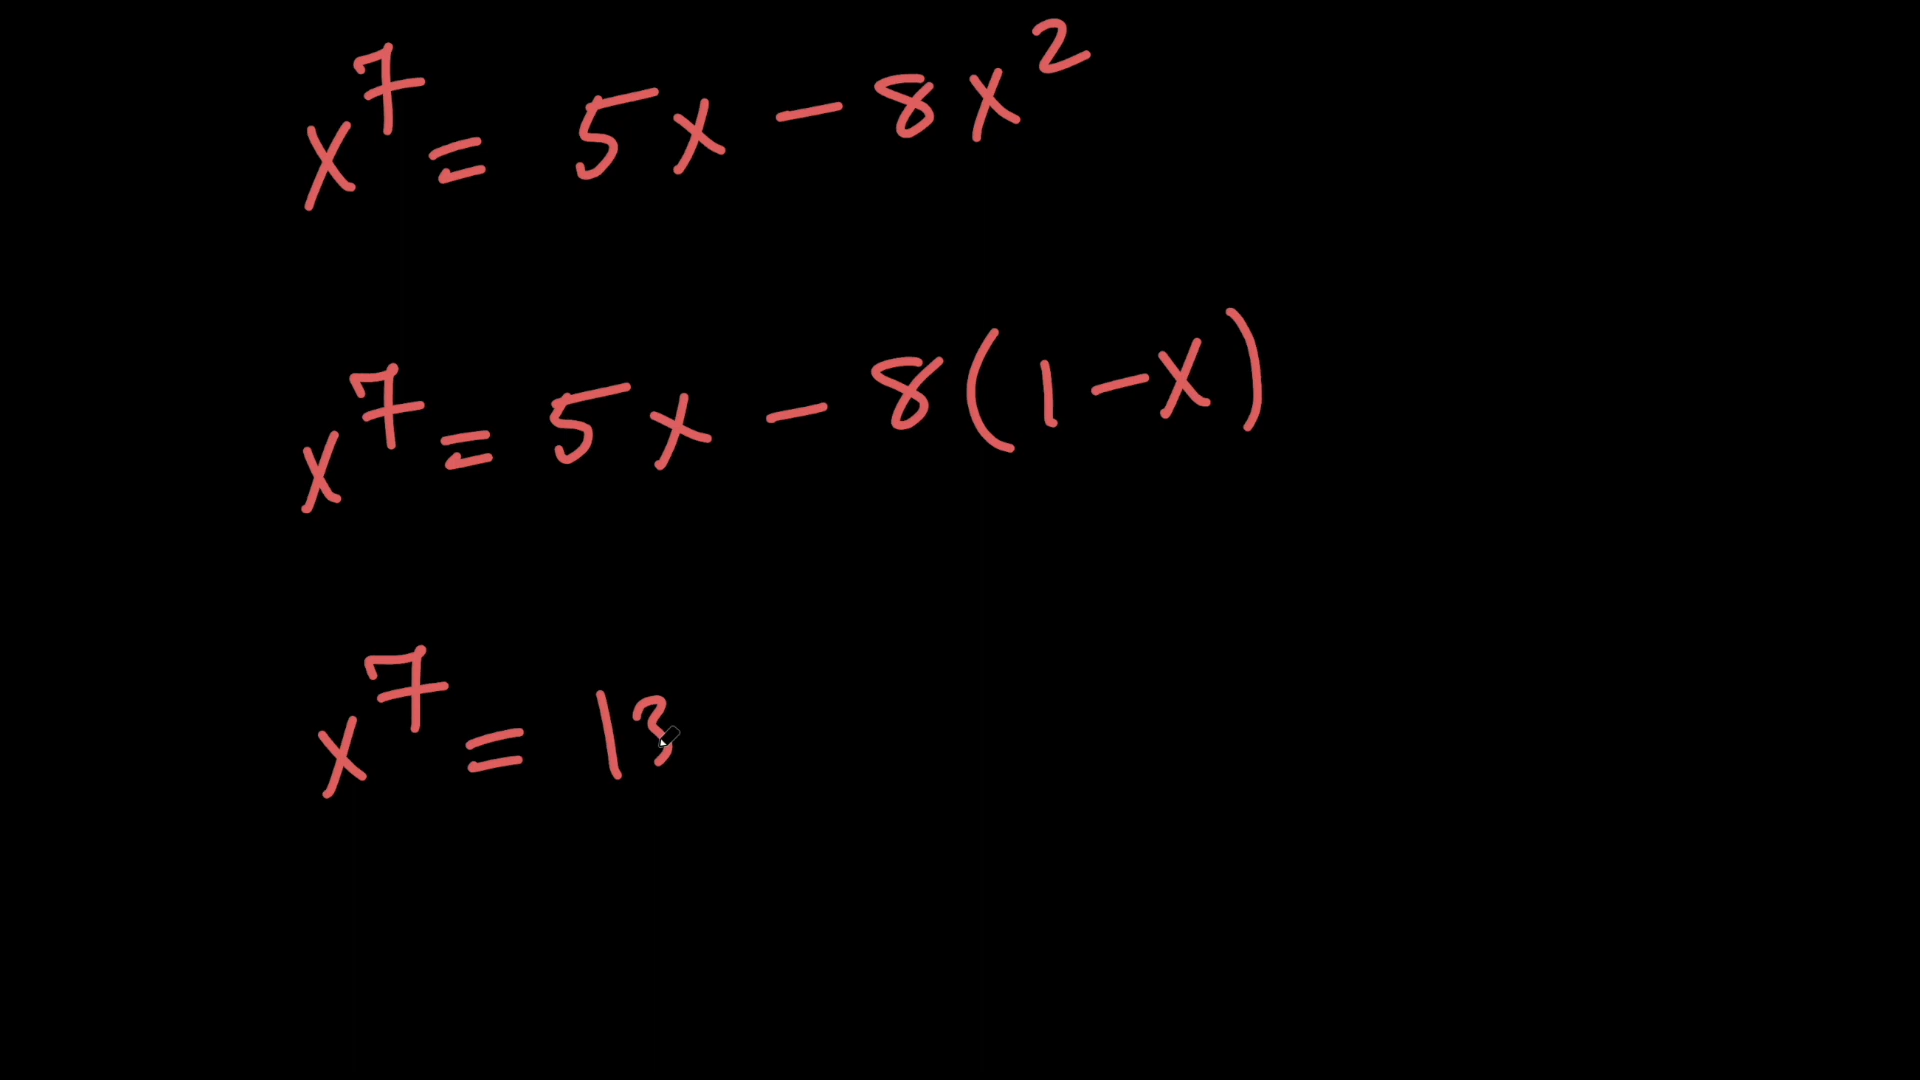 x⁷ = 5x - 8x²
x⁷ = 5x - 8(1 - x)
x⁷ = 13